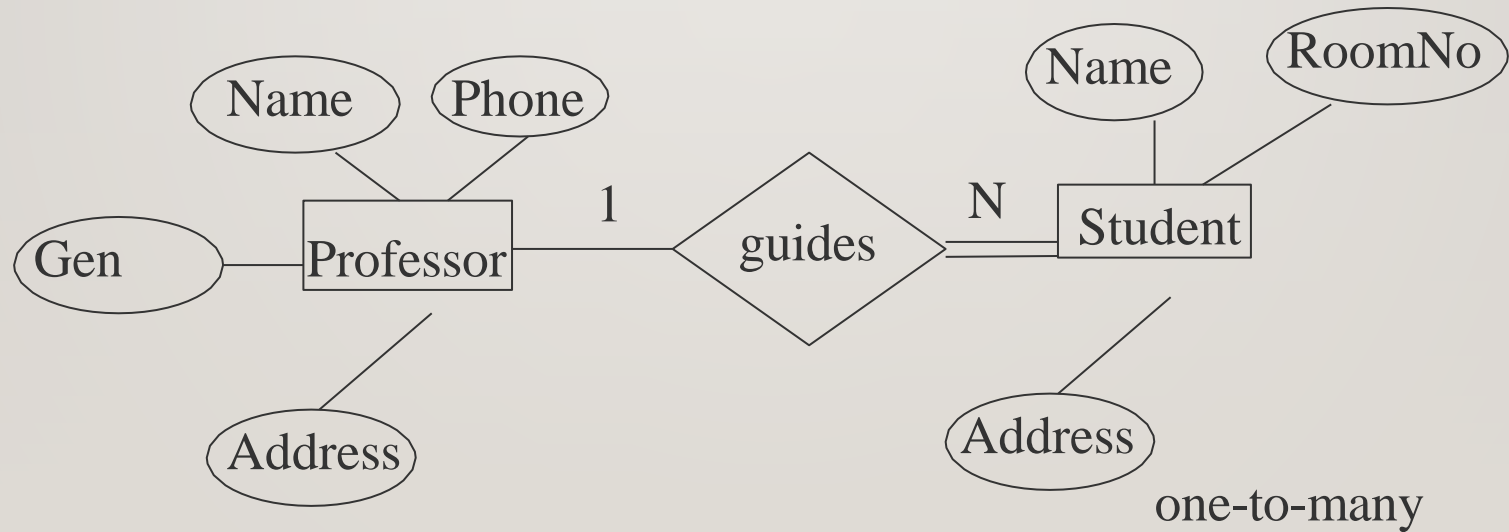 Name
Phone
Name
RoomNo
Gen
Professor
1
guides
N
Student
Address
Address
one-to-many